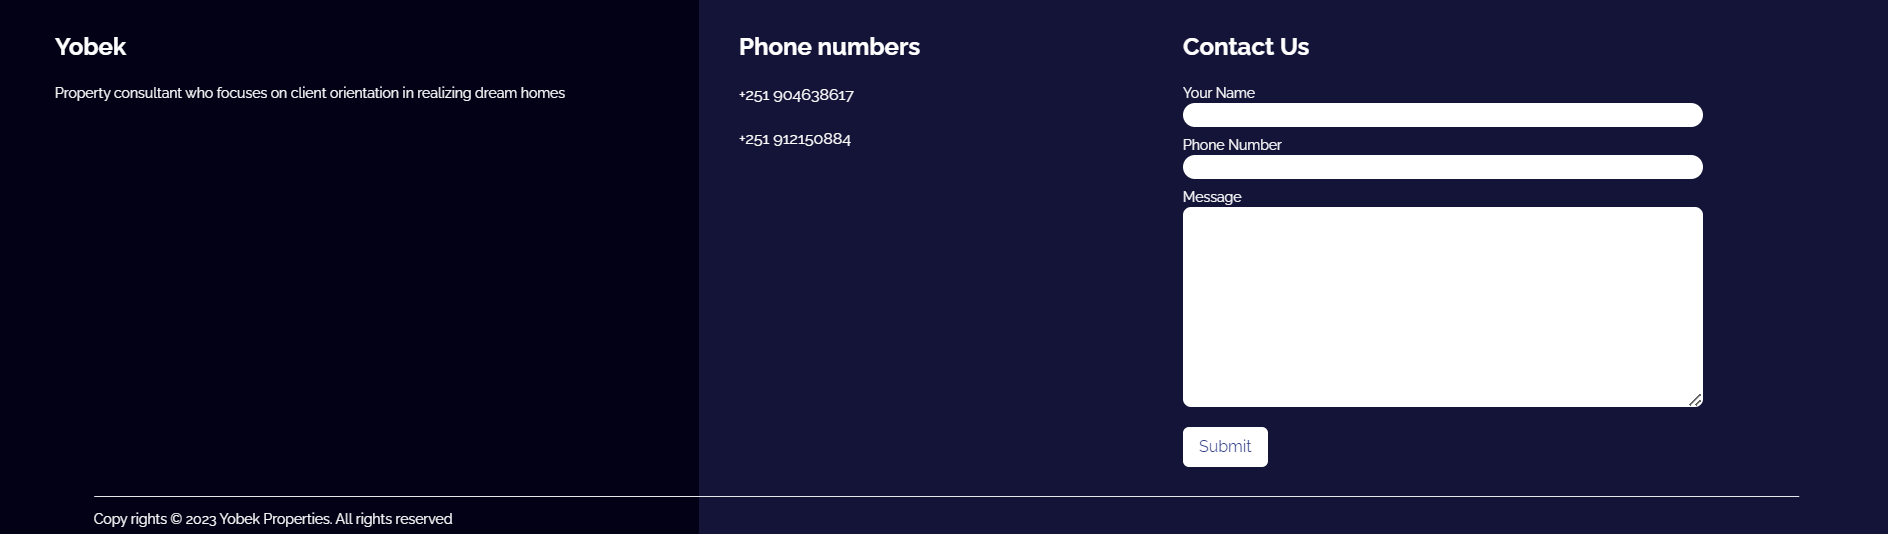 Yobek
Property consultant who focuses on client orientation in realizing dream homes
Phone numbers
+251 904638617
+251 912150884
Contact Us
Your Name
Phone Number
Message
Submit
Copy rights © 2023 Yobek Properties. All rights reserved